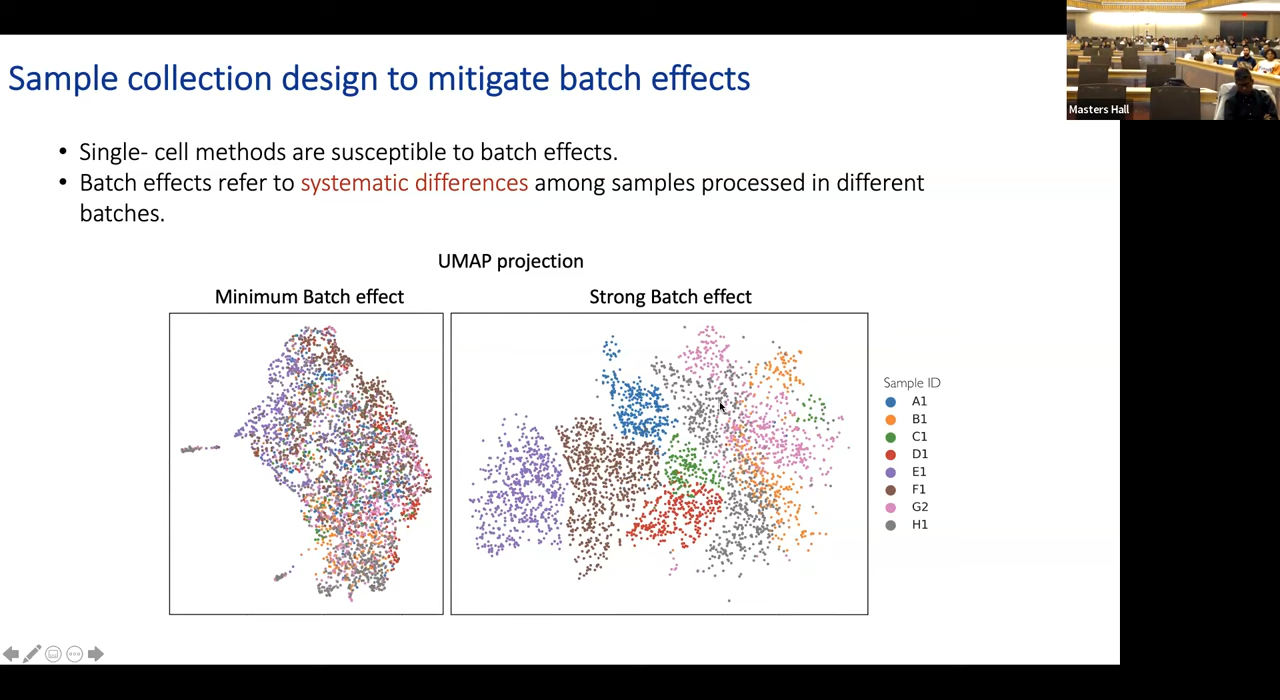 Sample collection design to mitigate batch effects
Masters Hall
• Single- cell methods are susceptible to batch effects.
• Batch effects refer to systematic differences among samples processed in different
batches.
UMAP projection
Minimum Batch effect
Strong Batch effect
Sample ID
A1
B1
C1
D1
E1
F1
G2
H1